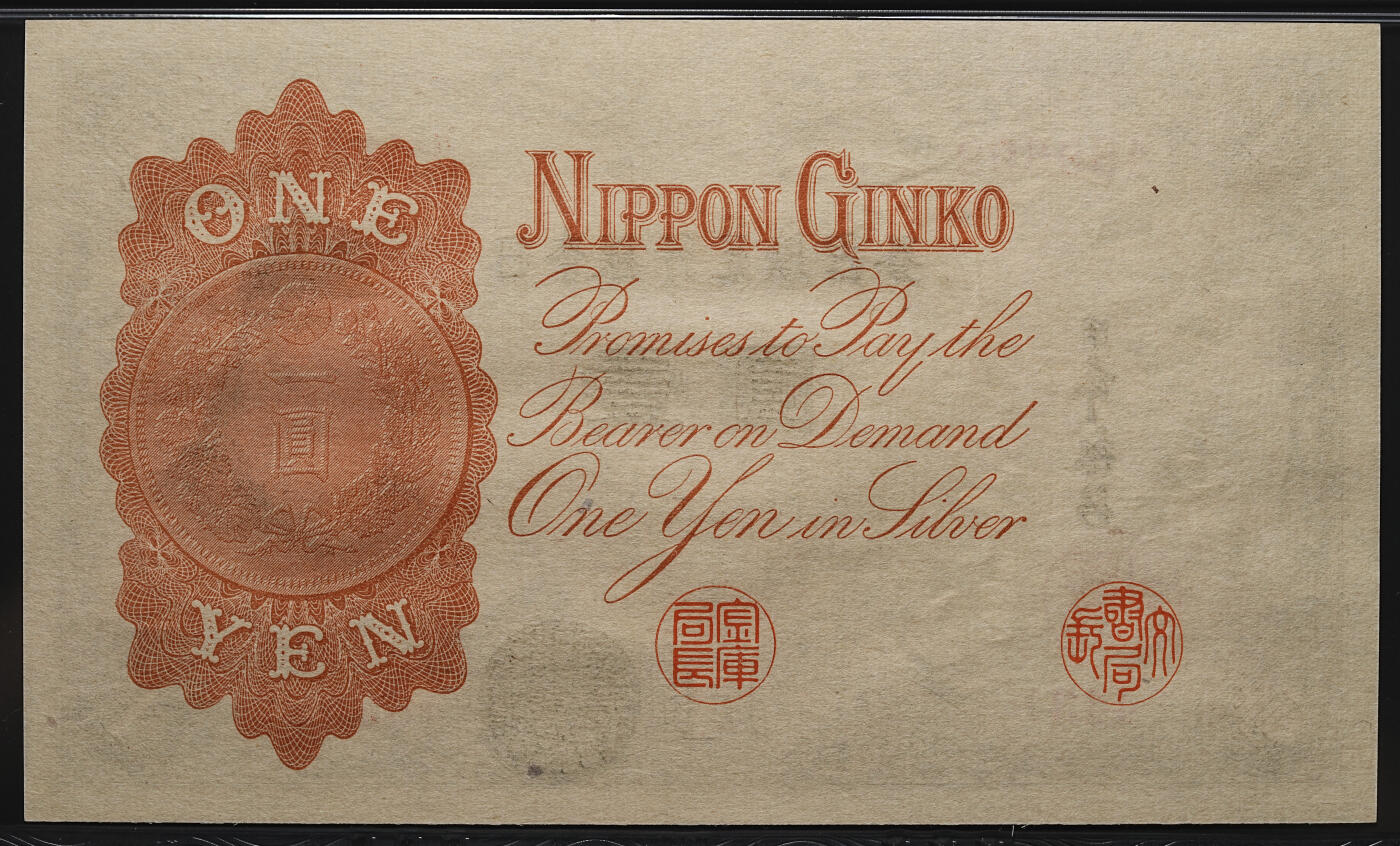 ONE
一
圓
YEN
NIPPON GINKO
Promises to Pay the
Bearer on Demand
One Yen in Silver
金庫
局長
文
書局
長